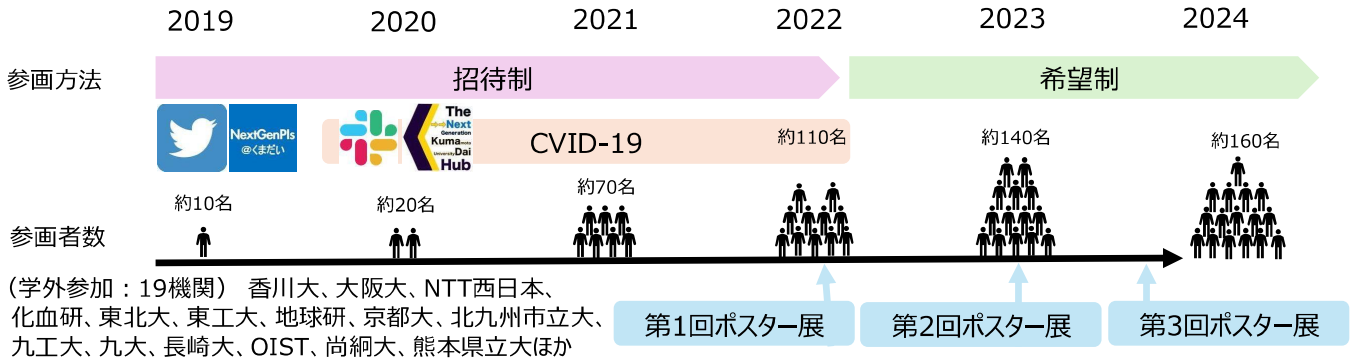 2019 2020 2021 2022 2023 2024
参画方法 招待制 希望制
NextGenPIs
@くまだい
The
Next
Generation
Kumamoto
University Dai
Hub
CVID-19
約10名 約20名 約70名 約110名 約140名 約160名
参画者数
(学外参加：19機関) 香川大、大阪大、NTT西日本、
化血研、東北大、東工大、地球研、京都大、北九州市立大、
九工大、九大、長崎大、OIST、尚絅大、熊本県立大ほか
第1回ポスター展 第2回ポスター展 第3回ポスター展